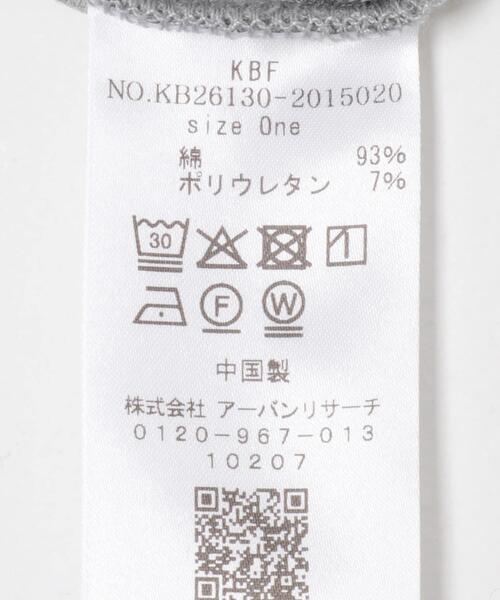 KBF
NO.KB26130-2015020
size One
綿 93%
ポリウレタン 7%
30
F W
中国製
株式会社 アーバンリサーチ
0120-967-013
10207